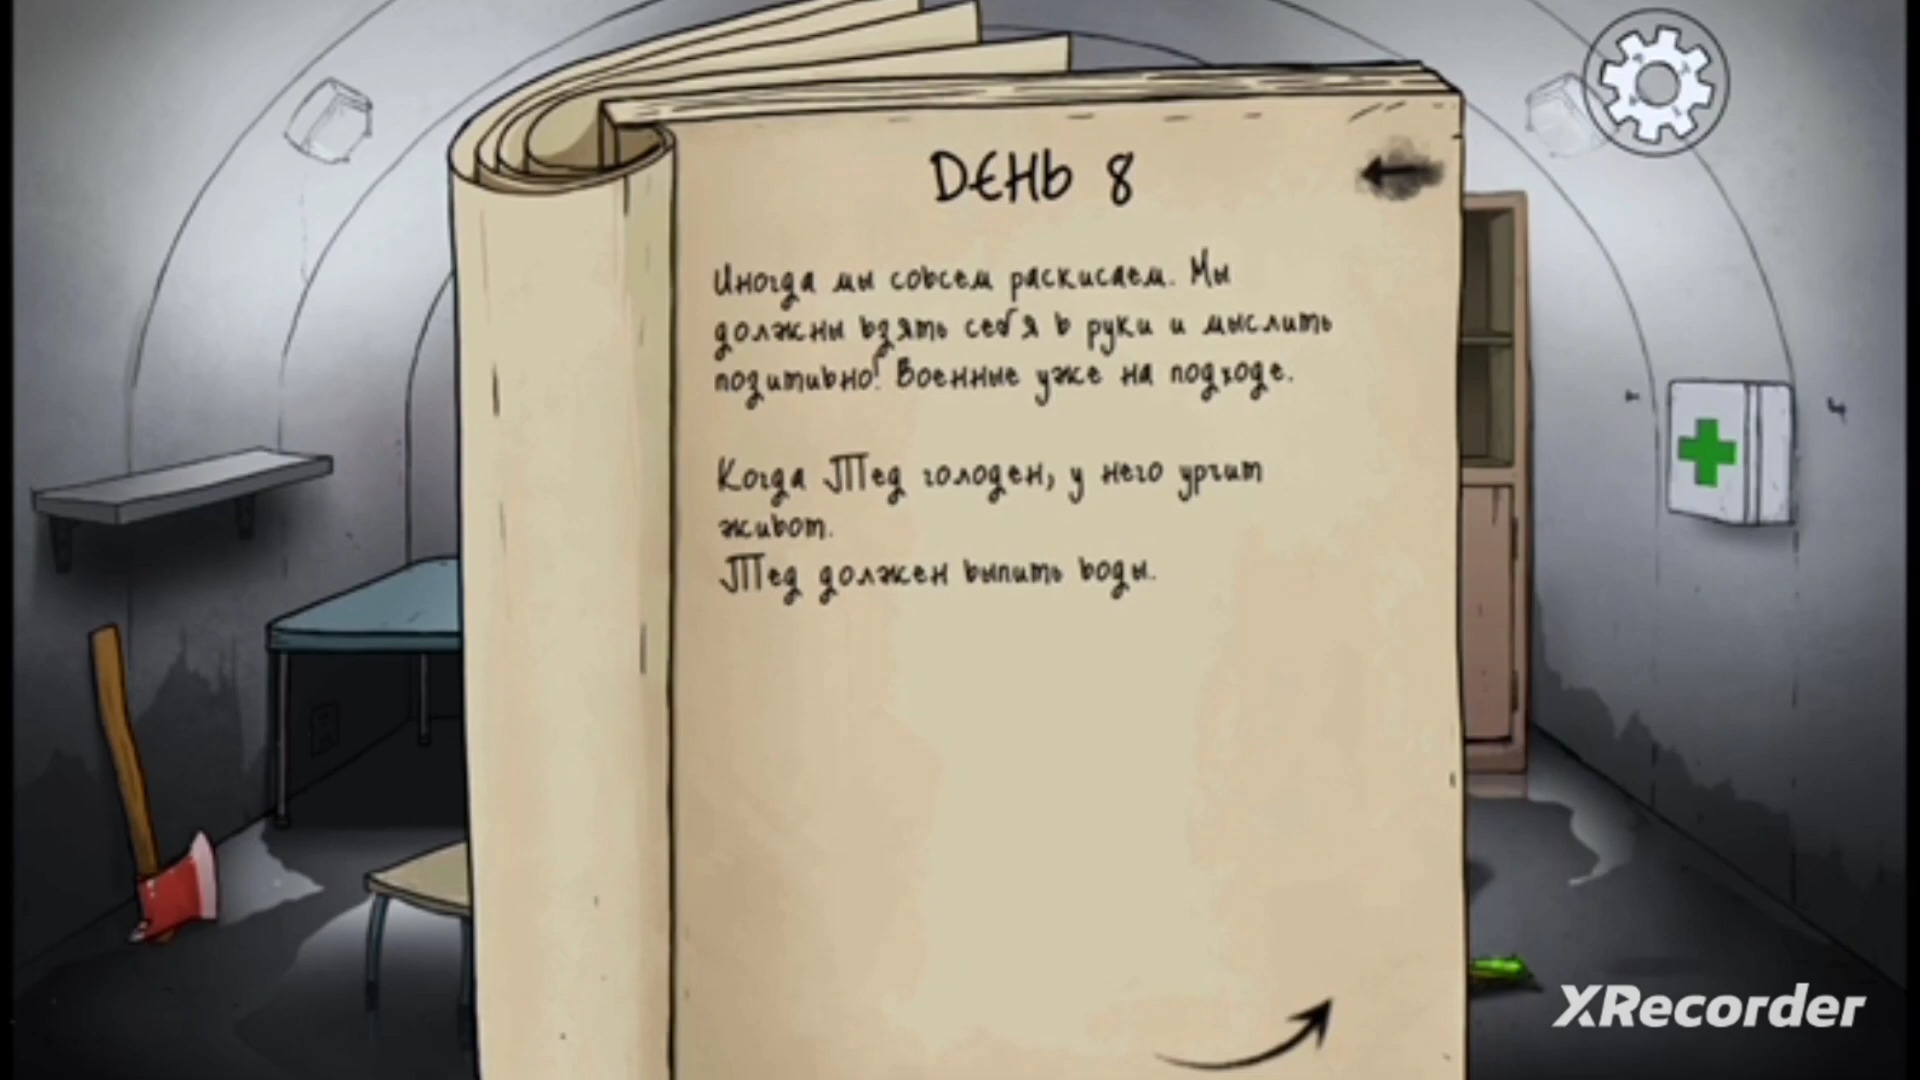 ДЕНЬ 8
Иногда мы совсем раскисаем. Мы
должны взять себя в руки и мыслить
позитивно! Военные уже на подходе.
Когда Тед голоден, у него урчит
живот.
Тед должен выпить воды.
XRecorder